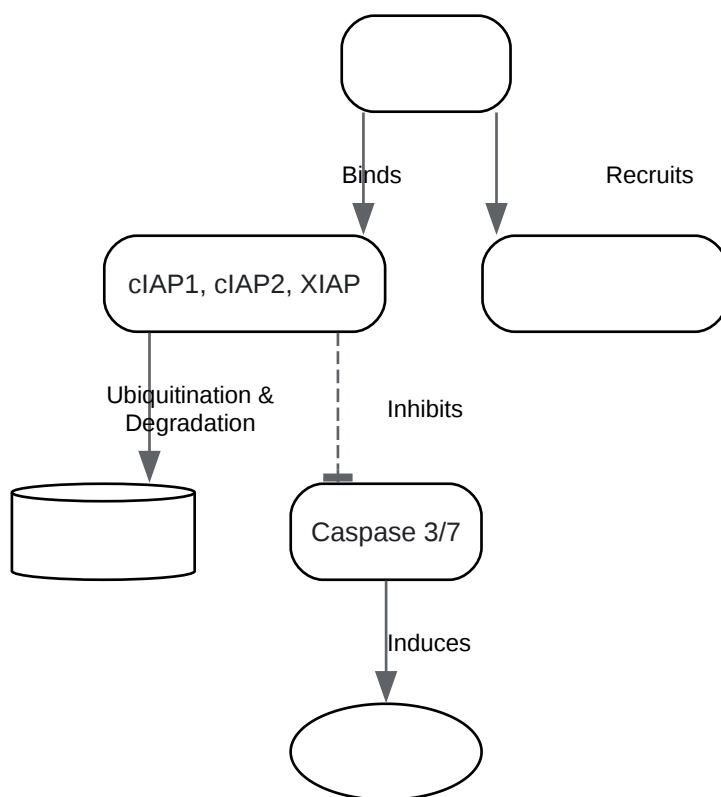 Binds
Recruits
cIAP1, cIAP2, XIAP
Ubiquitination &
Degradation
Inhibits
Caspase 3/7
Induces